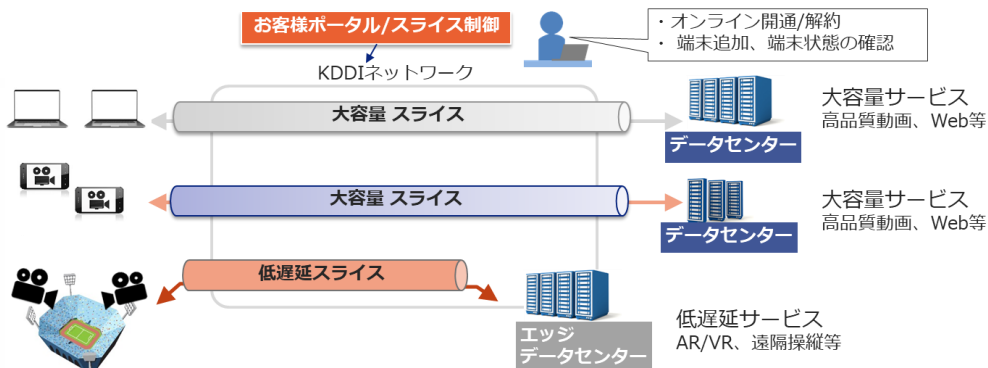 お客様ポータル/スライス制御
・オンライン開通/解約
・ 端末追加、端末状態の確認
KDDIネットワーク
大容量 スライス
データセンター
大容量サービス
高品質動画、Web等
大容量 スライス
データセンター
大容量サービス
高品質動画、Web等
低遅延スライス
エッジ
データセンター
低遅延サービス
AR/VR、遠隔操縦等